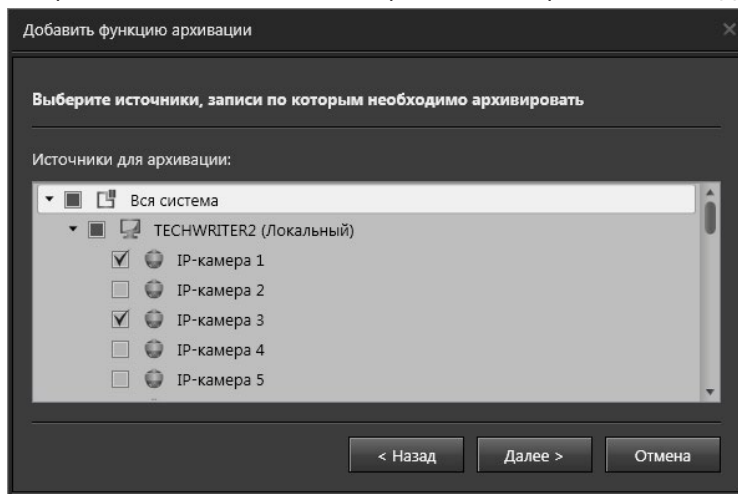 Добавить функцию архивации
Выберите источники, записи по которым необходимо архивировать
Источники для архивации:
Вся система
TECHWRITER2 (Локальный)
IP-камера 1
IP-камера 2
IP-камера 3
IP-камера 4
IP-камера 5
< Назад
Далее >
Отмена